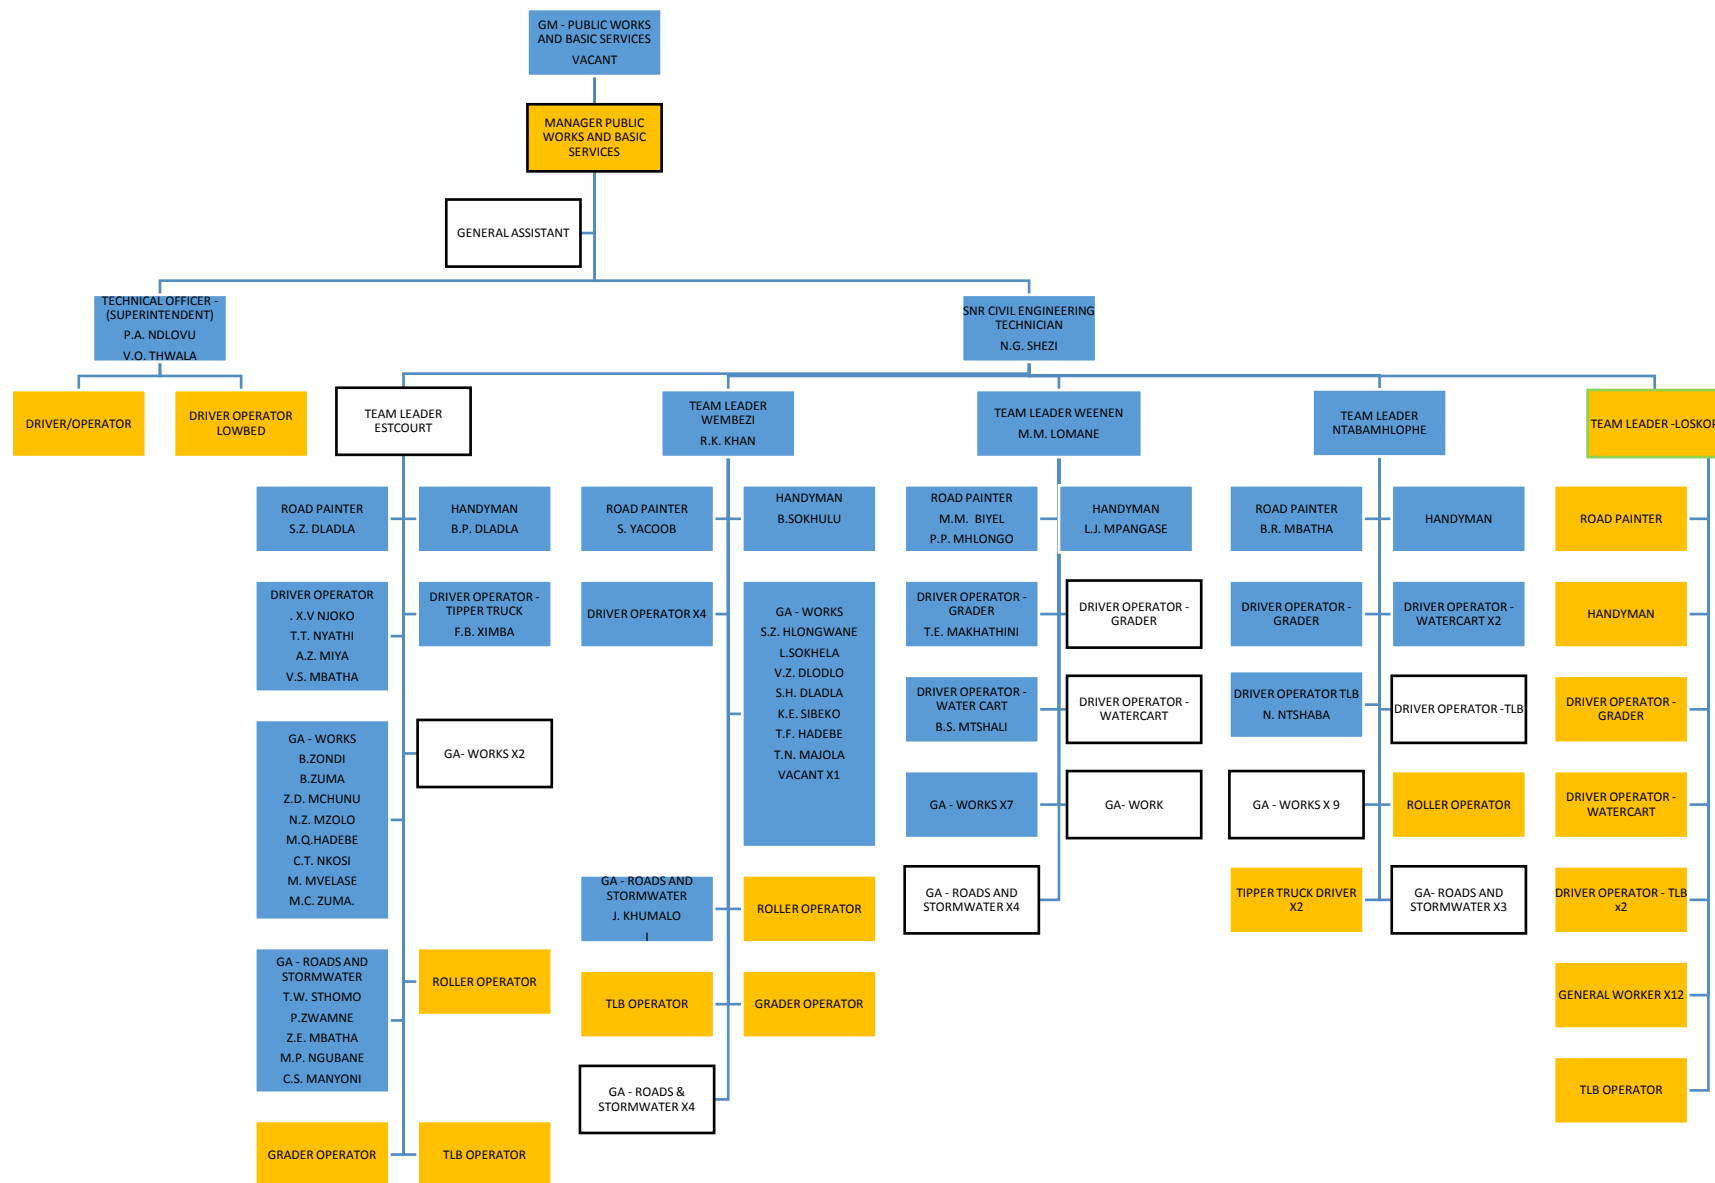 GM - PUBLIC WORKS
AND BASIC SERVICES
VACANT
MANAGER PUBLIC
WORKS AND BASIC
SERVICES
GENERAL ASSISTANT
TECHNICAL OFFICER -
(SUPERINTENDENT)
P.A. NDLOVU
V.O. THWALA
SNR CIVIL ENGINEERING
TECHNICIAN
N.G. SHEZI
DRIVER/OPERATOR
DRIVER OPERATOR
LOWBED
TEAM LEADER
ESTCOURT
TEAM LEADER
WEMBEZI
R.K. KHAN
TEAM LEADER WEENEN
M.M. LOMANE
TEAM LEADER
NTABAMHLOPHE
TEAM LEADER -LOSKOP
ROAD PAINTER
S.Z. DLADLA
HANDYMAN
B.P. DLADLA
DRIVER OPERATOR
. X.V NJOKO
T.T. NYATHI
A.Z. MIYA
V.S. MBATHA
DRIVER OPERATOR -
TIPPER TRUCK
F.B. XIMBA
GA - WORKS
B.ZONDI
B.ZUMA
Z.D. MCHUNU
N.Z. MZOLO
M.Q.HADEBE
C.T. NKOSI
M. MVELASE
M.C. ZUMA.
GA- WORKS X2
GA - ROADS AND
STORMWATER
T.W. STHOMO
P.ZWAMNE
Z.E. MBATHA
M.P. NGUBANE
C.S. MANYONI
ROLLER OPERATOR
GRADER OPERATOR
TLB OPERATOR
ROAD PAINTER
S. YACOOB
HANDYMAN
B.SOKHULU
DRIVER OPERATOR X4
GA - WORKS
S.Z. HLONGWANE
L.SOKHELA
V.Z. DLODLO
S.H. DLADLA
K.E. SIBEKO
T.F. HADEBE
T.N. MAJOLA
VACANT X1
GA - ROADS AND
STORMWATER
J. KHUMALO
I
ROLLER OPERATOR
TLB OPERATOR
GRADER OPERATOR
GA - ROADS &
STORMWATER X4
ROAD PAINTER
M.M. BIYEL
P.P. MHLONGO
HANDYMAN
L.J. MPANGASE
DRIVER OPERATOR -
GRADER
T.E. MAKHATHINI
DRIVER OPERATOR -
GRADER
DRIVER OPERATOR -
WATER CART
B.S. MTSHALI
DRIVER OPERATOR -
WATERCART
GA - WORKS X7
GA- WORK
GA - ROADS AND
STORMWATER X4
ROAD PAINTER
B.R. MBATHA
HANDYMAN
DRIVER OPERATOR -
GRADER
DRIVER OPERATOR -
WATERCART X2
DRIVER OPERATOR TLB
N. NTSHABA
DRIVER OPERATOR -TLB
GA - WORKS X 9
ROLLER OPERATOR
TIPPER TRUCK DRIVER
X2
GA- ROADS AND
STORMWATER X3
ROAD PAINTER
HANDYMAN
DRIVER OPERATOR -
GRADER
DRIVER OPERATOR -
WATERCART
DRIVER OPERATOR - TLB
x2
GENERAL WORKER X12
TLB OPERATOR